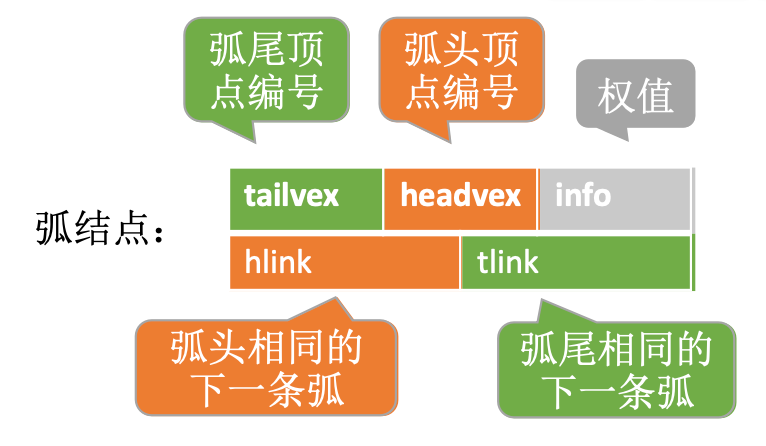 弧尾顶
点编号
弧头顶
点编号
权值
弧结点：
tailvex headvex info
hlink tlink
弧头相同的
下一条弧
弧尾相同的
下一条弧